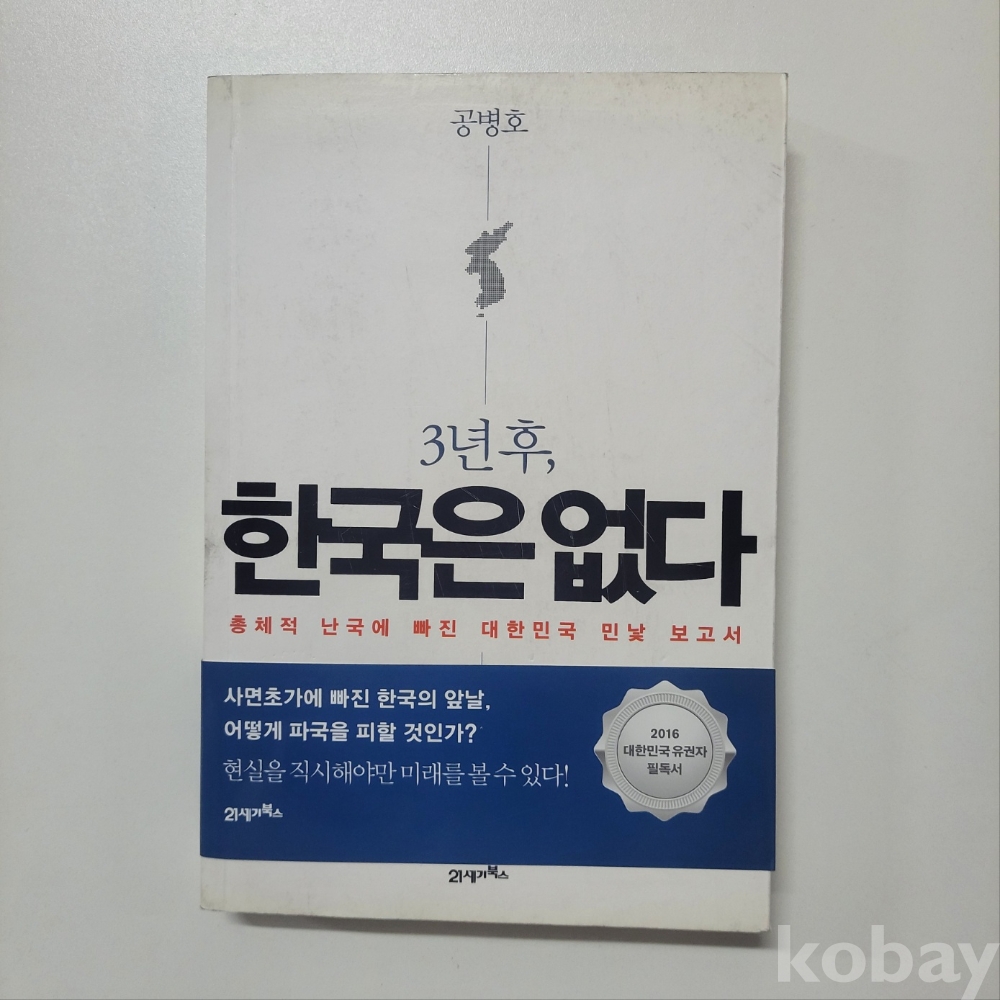 공병호
3년 후,
한국은 없다
총체적 난국에 빠진 대한민국 민낯 보고서
사면초가에 빠진 한국의 앞날,
어떻게 파국을 피할 것인가?
현실을 직시해야만 미래를 볼 수 있다!
21세기북스
2016
대한민국 유권자
필독서
21세기북스
kobay